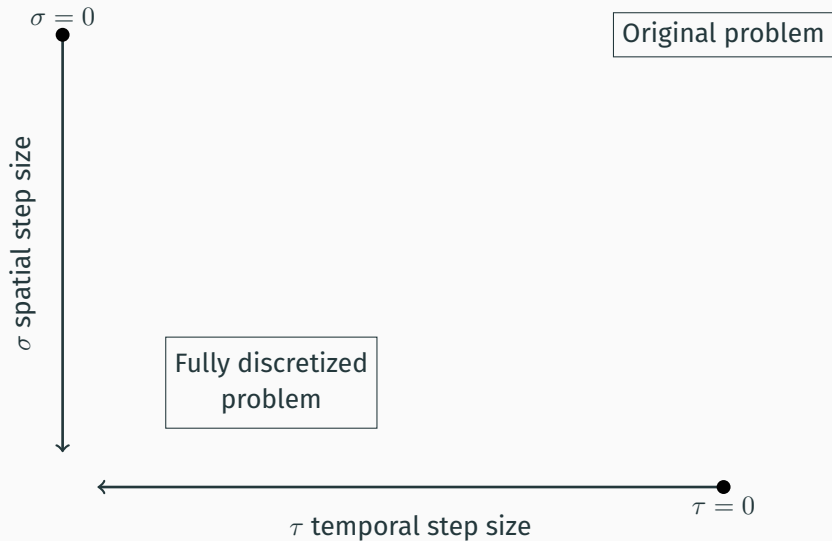 σ = 0
Original problem
σ spatial step size
Fully discretized
problem
τ = 0
τ temporal step size